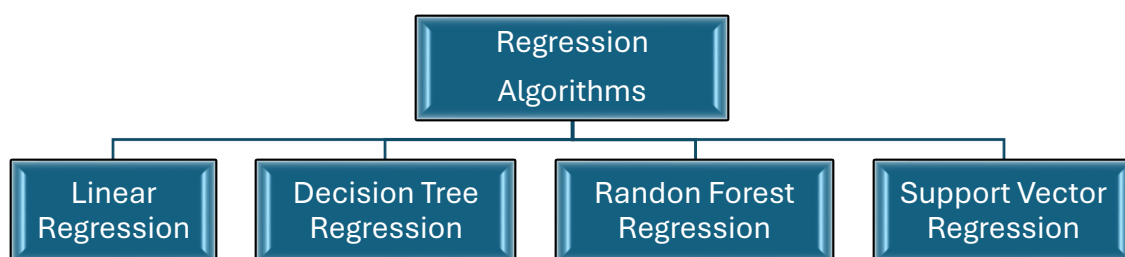 Regression
Algorithms
Linear
Regression
Decision Tree
Regression
Randon Forest
Regression
Support Vector
Regression